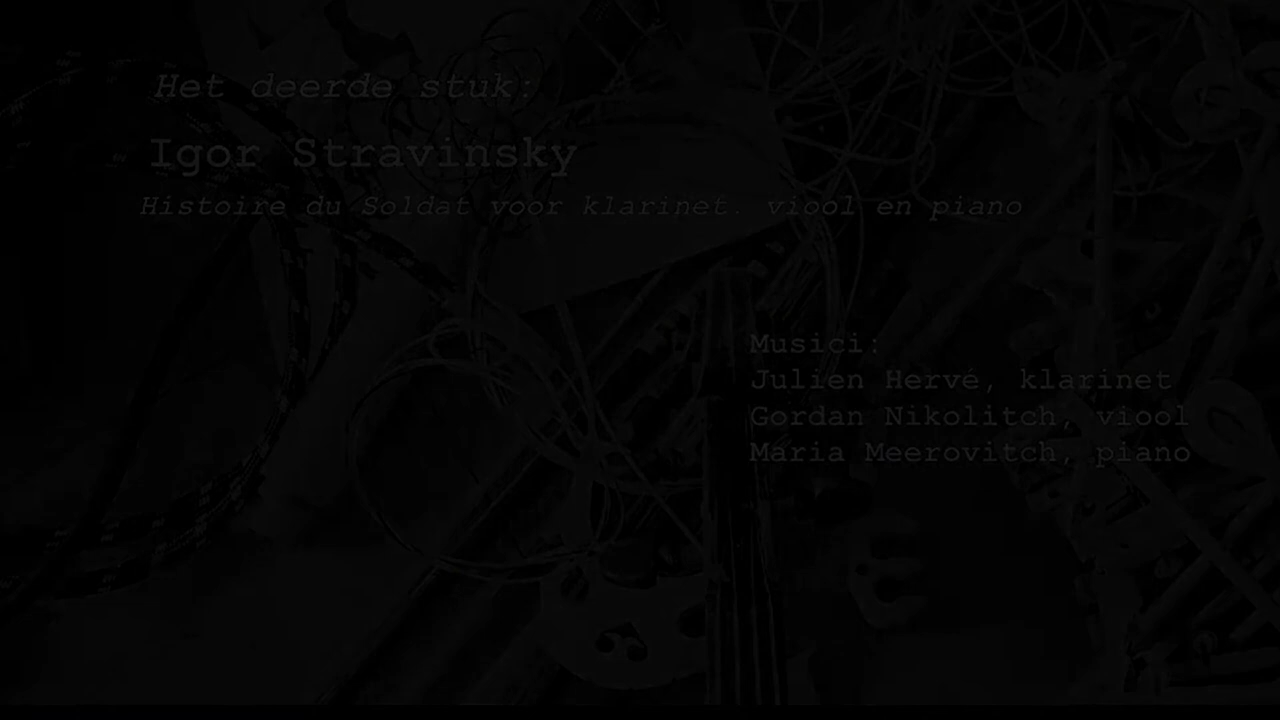 Het deerde stuk:
Igor Stravinsky
Histoire du Soldat voor klarinet. viool en piano
Musici:
Julien Hervé, klarinet
Gordan Nikolitch, viool
Maria Meerovitch, piano